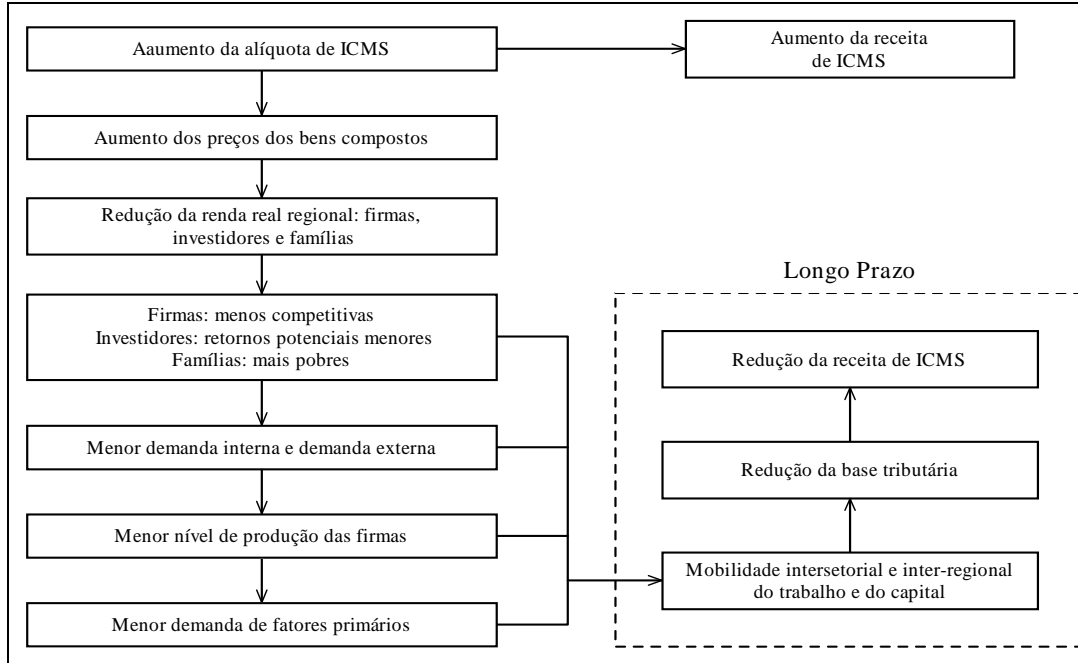 Aaumento da alíquota de ICMS
Aumento da receita
de ICMS
Aumento dos preços dos bens compostos
Redução da renda real regional: firmas,
investidores e famílias
Longo Prazo
Firmas: menos competitivas
Investidores: retornos potenciais menores
Famílias: mais pobres
Redução da receita de ICMS
Menor demanda interna e demanda externa
Redução da base tributária
Menor nível de produção das firmas
Mobilidade intersetorial e inter-regional
do trabalho e do capital
Menor demanda de fatores primários